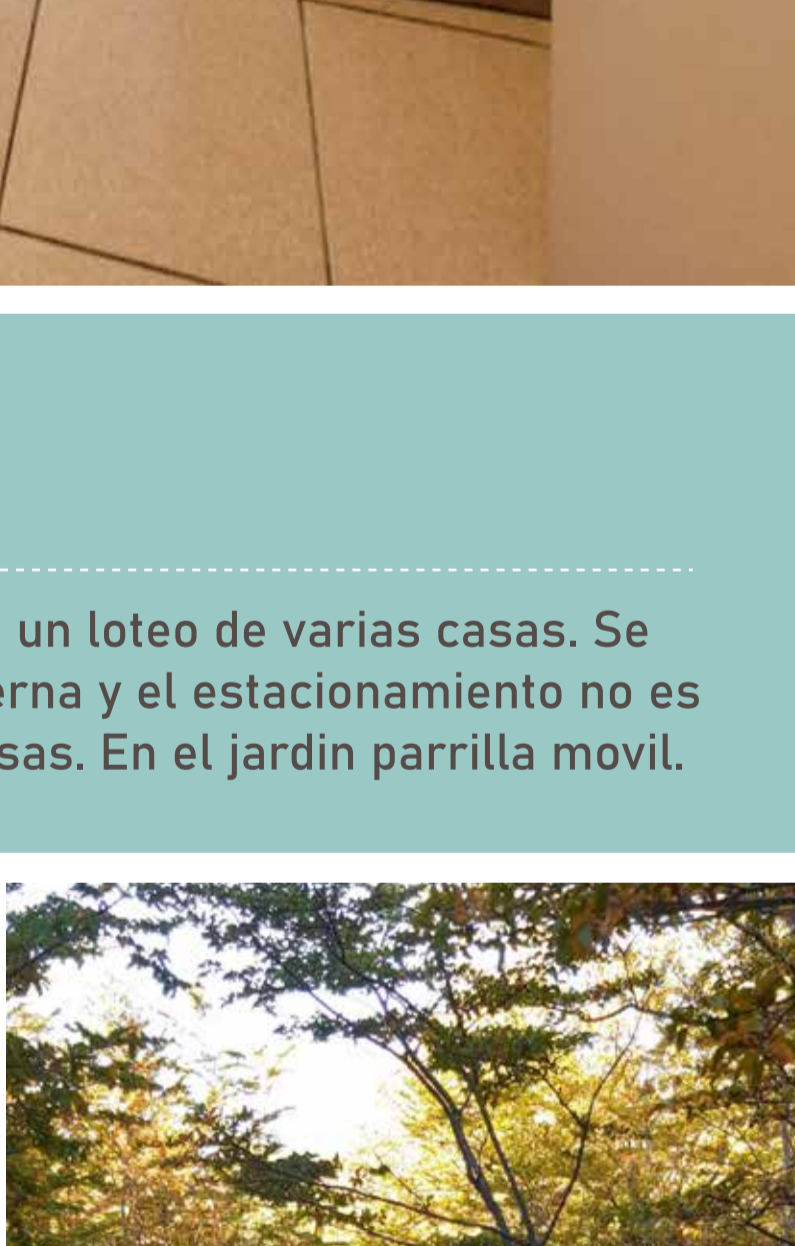 un loteo de varias casas. Se
erna y el estacionamiento no es
sas. En el jardin parrilla movil.